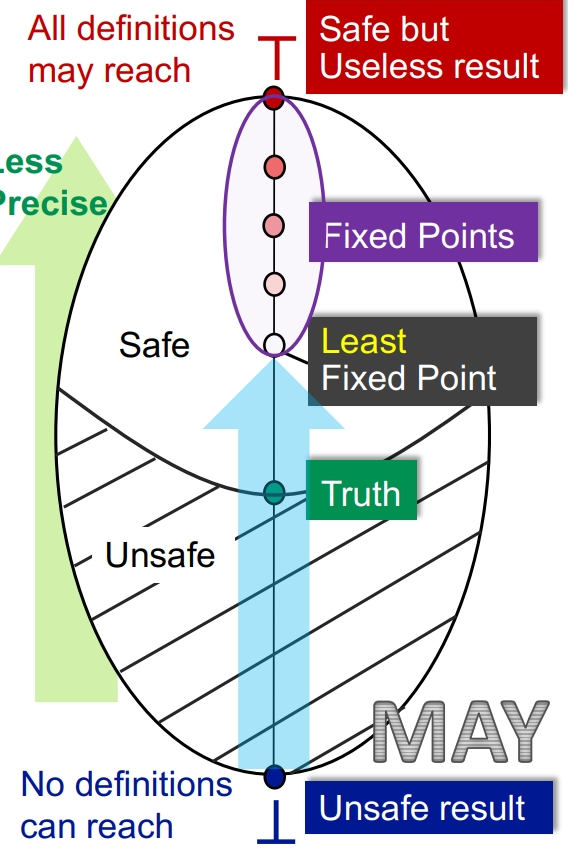 All definitions
may reach
⊤
Safe but
Useless result
Less
Precise
Fixed Points
Safe
Least
Fixed Point
Truth
Unsafe
MAY
No definitions
can reach
⊥
Unsafe result